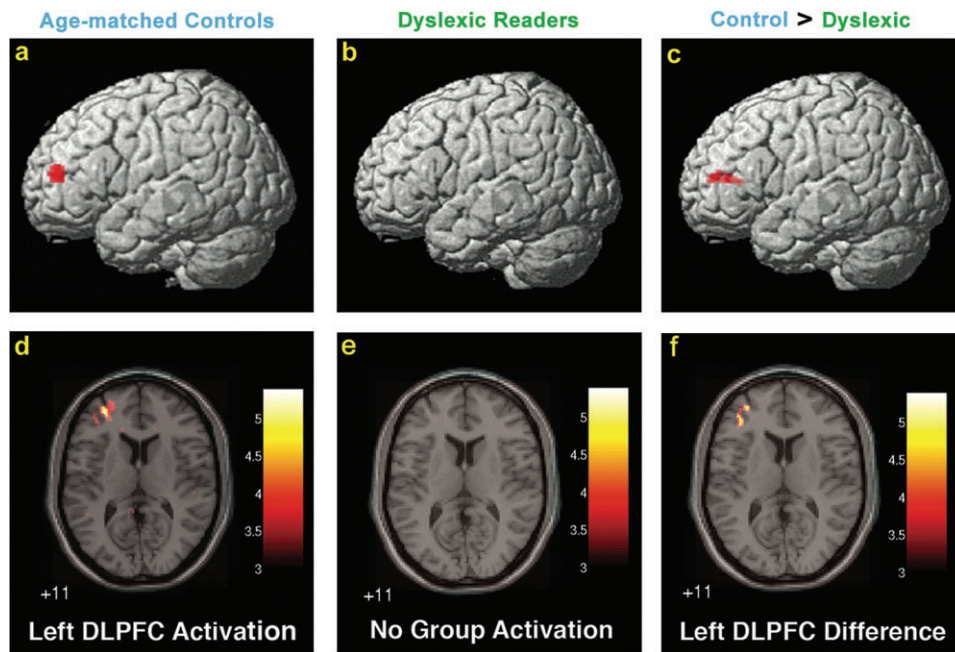 Age-matched Controls
Dyslexic Readers
Control > Dyslexic
a
b
c
d
5
4.5
4
3.5
3
+11
Left DLPFC Activation
e
5
4.5
4
3.5
3
+11
No Group Activation
f
5
4.5
4
3.5
3
+11
Left DLPFC Difference